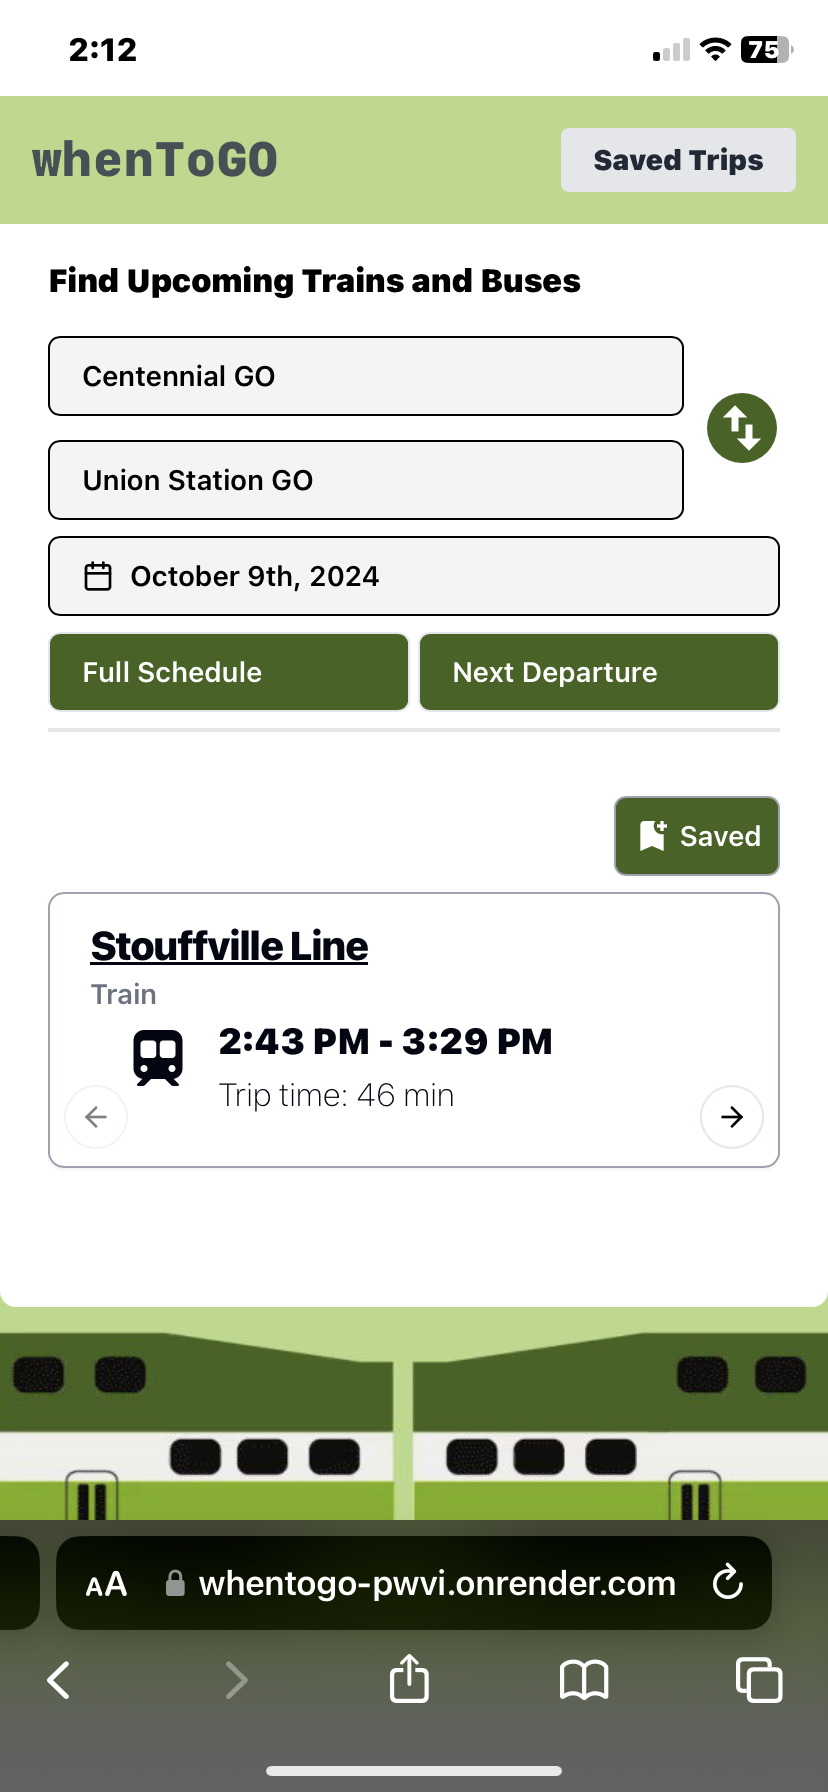 2:12
75
whenToGO
Saved Trips
Find Upcoming Trains and Buses
Centennial GO
Union Station GO
October 9th, 2024
Full Schedule
Next Departure
Saved
Stouffville Line
Train
2:43 PM - 3:29 PM
Trip time: 46 min
AA
whentogo-pwvi.onrender.com